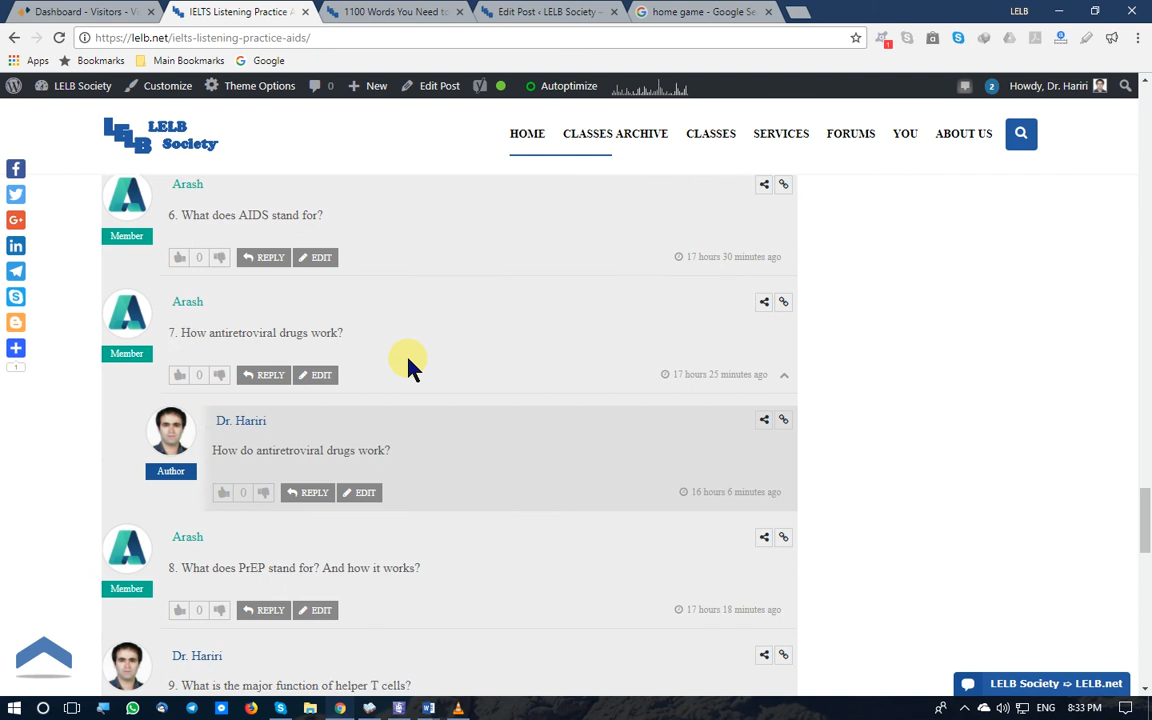 Dashboard - Visitors - Vi
IELTS Listening Practice A
1100 Words You Need to
Edit Post ‹ LELB Society –
home game - Google Se
LELB
https://lelb.net/ielts-listening-practice-aids/
1
Apps
Bookmarks
Main Bookmarks
Google
LELB Society
Customize
Theme Options
0
New
Edit Post
Autoptimize
2
Howdy, Dr. Hariri
LELB
Society
HOME
CLASSES ARCHIVE
CLASSES
SERVICES
FORUMS
YOU
ABOUT US
Arash
6. What does AIDS stand for?
Member
0
REPLY
EDIT
17 hours 30 minutes ago
Arash
7. How antiretroviral drugs work?
Member
0
REPLY
EDIT
17 hours 25 minutes ago
1
Dr. Hariri
How do antiretroviral drugs work?
Author
0
REPLY
EDIT
16 hours 6 minutes ago
Arash
8. What does PrEP stand for? And how it works?
Member
0
REPLY
EDIT
17 hours 18 minutes ago
Dr. Hariri
9. What is the major function of helper T cells?
LELB Society ➪ LELB.net
ENG
8:33 PM